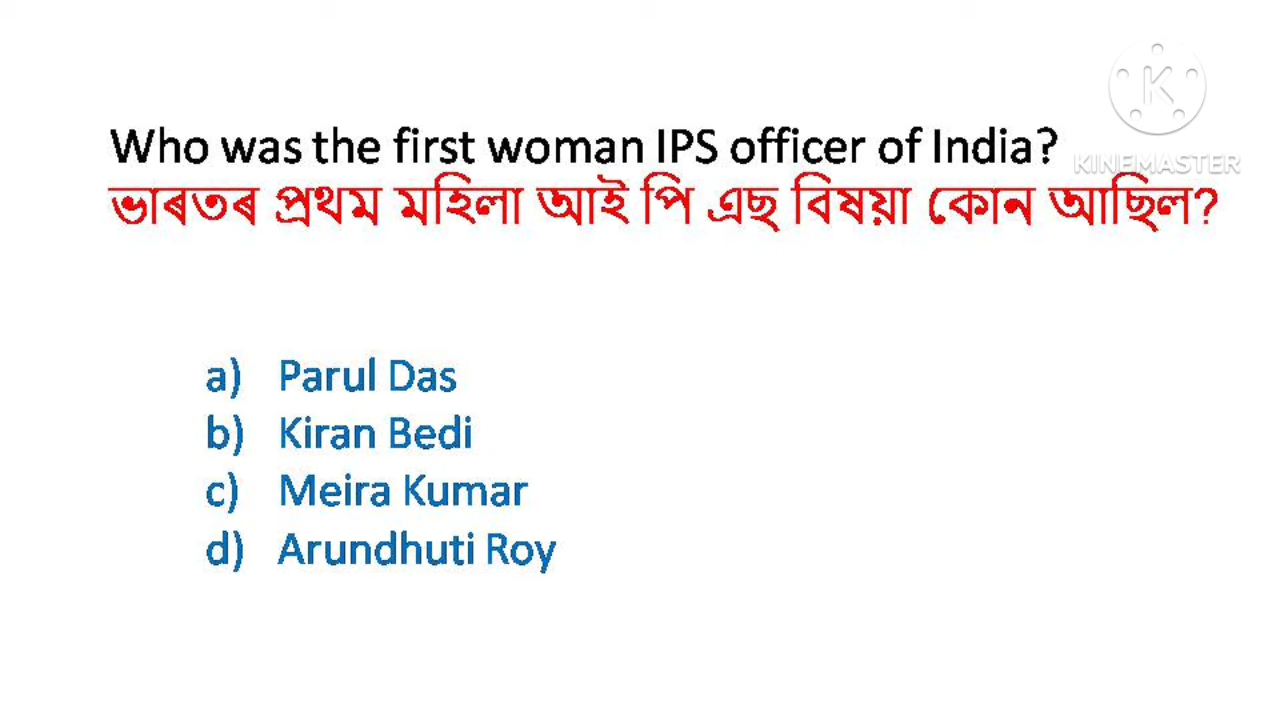 K
KINEMASTER
Who was the first woman IPS officer of India?
ভাৰতৰ প্ৰথম মহিলা আই পি এছ বিষয়া কোন আছিল?
a) Parul Das
b) Kiran Bedi
c) Meira Kumar
d) Arundhuti Roy